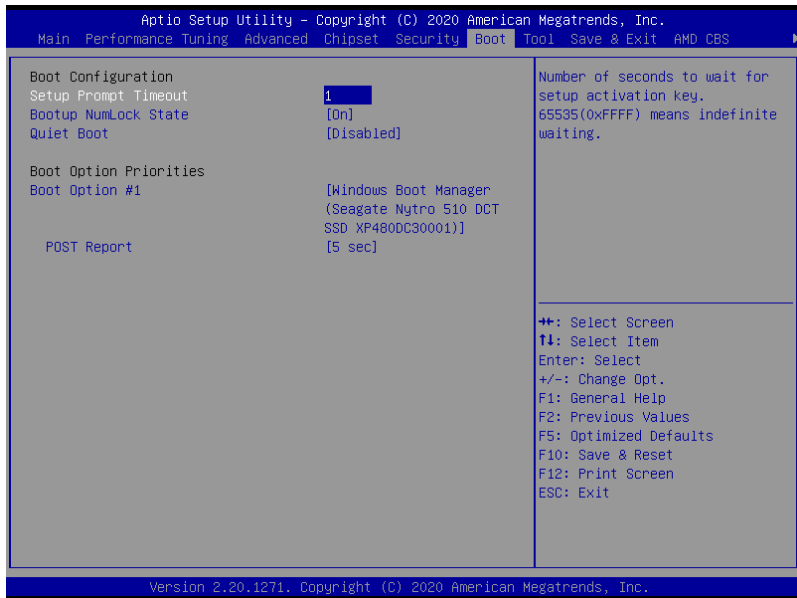 Aptio Setup Utility – Copyright (C) 2020 American Megatrends, Inc.
Main Performance Tuning Advanced Chipset Security Boot Tool Save & Exit AMD CBS
Boot Configuration
Setup Prompt Timeout 1
Bootup NumLock State [On]
Quiet Boot [Disabled]
Boot Option Priorities
Boot Option #1 [Windows Boot Manager
(Seagate Nytro 510 DCT
SSD XP480DC30001)]
POST Report [5 sec]
Number of seconds to wait for
setup activation key.
65535(0xFFFF) means indefinite
waiting.
→←: Select Screen
↑↓: Select Item
Enter: Select
+/-: Change Opt.
F1: General Help
F2: Previous Values
F5: Optimized Defaults
F10: Save & Reset
F12: Print Screen
ESC: Exit
Version 2.20.1271. Copyright (C) 2020 American Megatrends, Inc.